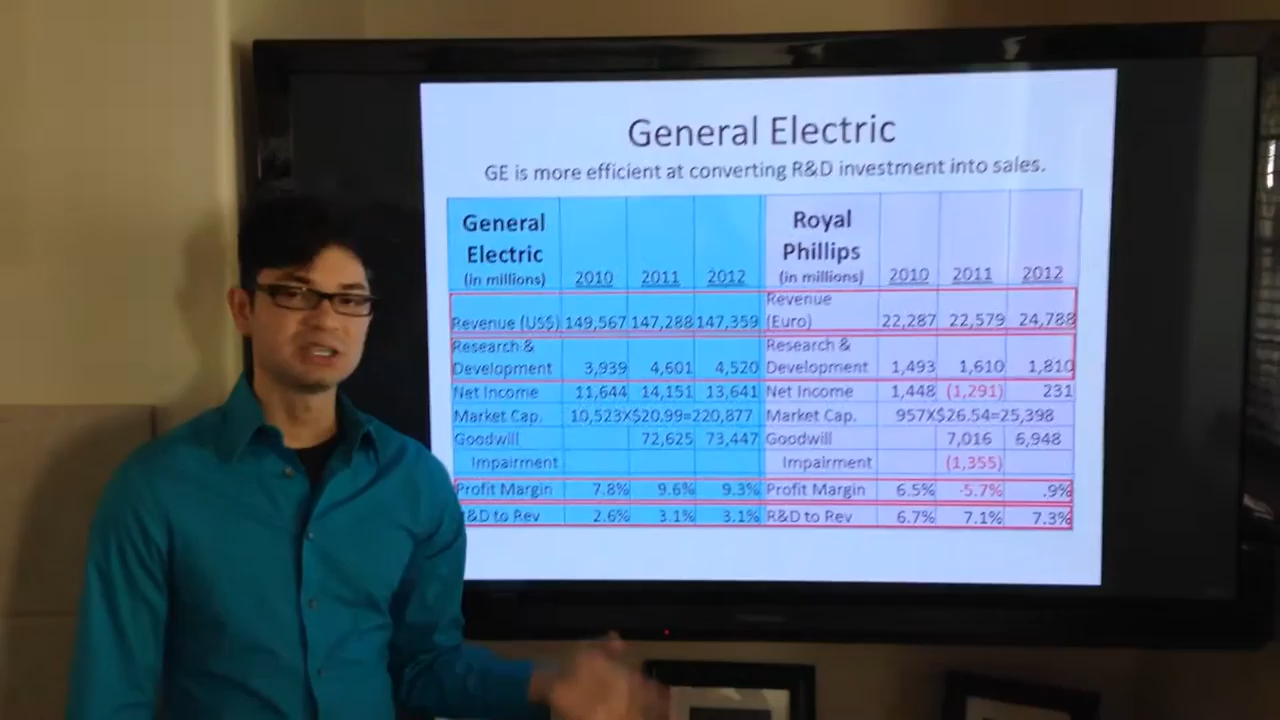 General Electric
GE is more efficient at converting R&D investment into sales.
General Electric (in millions) 2010 2011 2012 Royal Phillips (in millions) 2010 2011 2012
Revenue (US$) 149,567 147,288 147,359 Revenue (Euro) 22,287 22,579 24,788
Research & Development 3,939 4,601 4,520 Research & Development 1,493 1,610 1,810
Net Income 11,644 14,151 13,641 Net Income 1,448 (1,291) 231
Market Cap. 10,523X$20.99=220,877 Market Cap. 957X$26.54=25,398
Goodwill 72,625 73,447 Goodwill 7,016 6,948
Impairment Impairment (1,355)
Profit Margin 7.8% 9.6% 9.3% Profit Margin 6.5% -5.7% .9%
R&D to Rev 2.6% 3.1% 3.1% R&D to Rev 6.7% 7.1% 7.3%